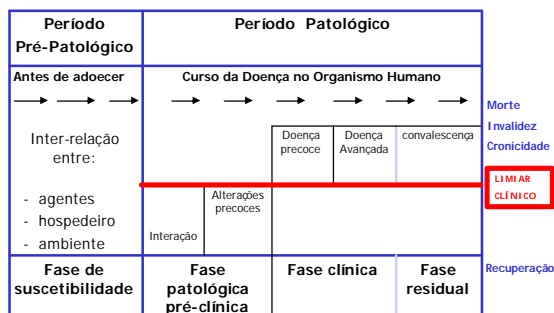 Período
Pré-Patológico
Período Patológico
Antes de adoecer
Curso da Doença no Organismo Humano
Morte
Invalidez
Cronicidade
Inter-relação
entre:
- agentes
- hospedeiro
- ambiente
Doença
precoce
Doença
Avançada
convalescença
LIMIAR
CLÍNICO
Alterações
precoces
Interação
Fase de
suscetibilidade
Fase
patológica
pré-clínica
Fase clínica
Fase
residual
Recuperação